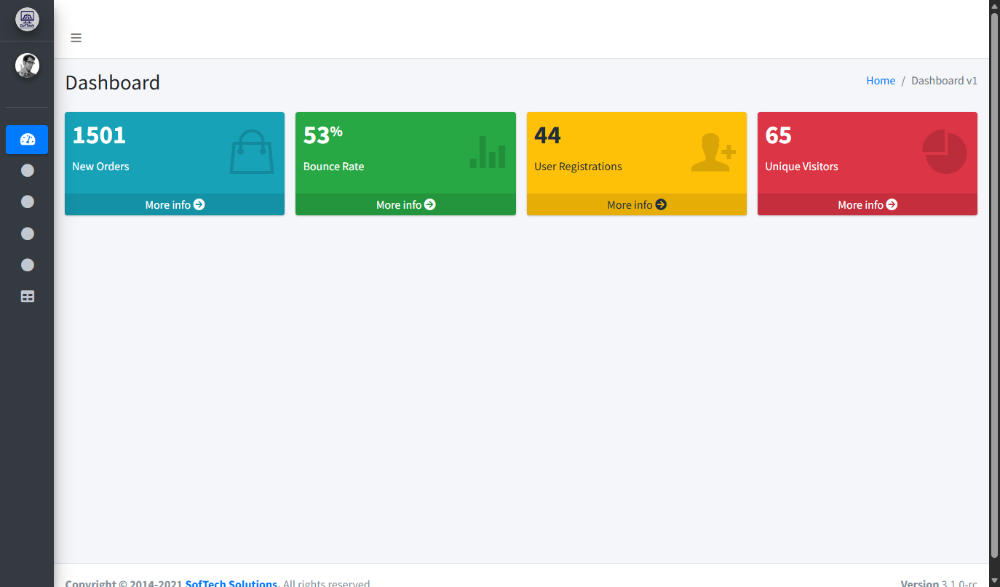 SofTech
Dashboard
Home / Dashboard v1
1501
New Orders
More info
53%
Bounce Rate
More info
44
User Registrations
More info
65
Unique Visitors
More info
Copyright © 2014-2021 SofTech Solutions. All rights reserved
Version 3.1.0-rc